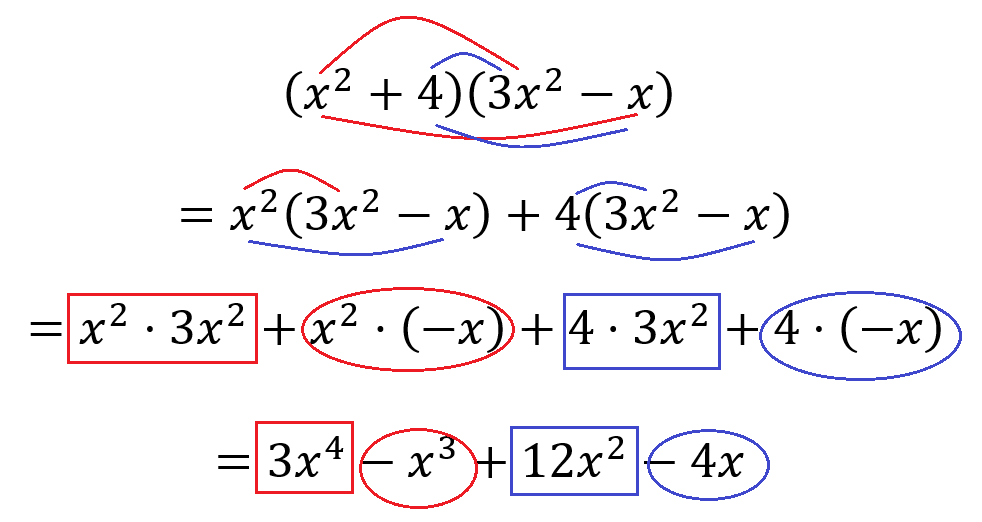 (x² + 4)(3x² − x)
= x²(3x² − x) + 4(3x² − x)
= x² · 3x² + x² · (−x) + 4 · 3x² + 4 · (−x)
= 3x⁴ − x³ + 12x² − 4x